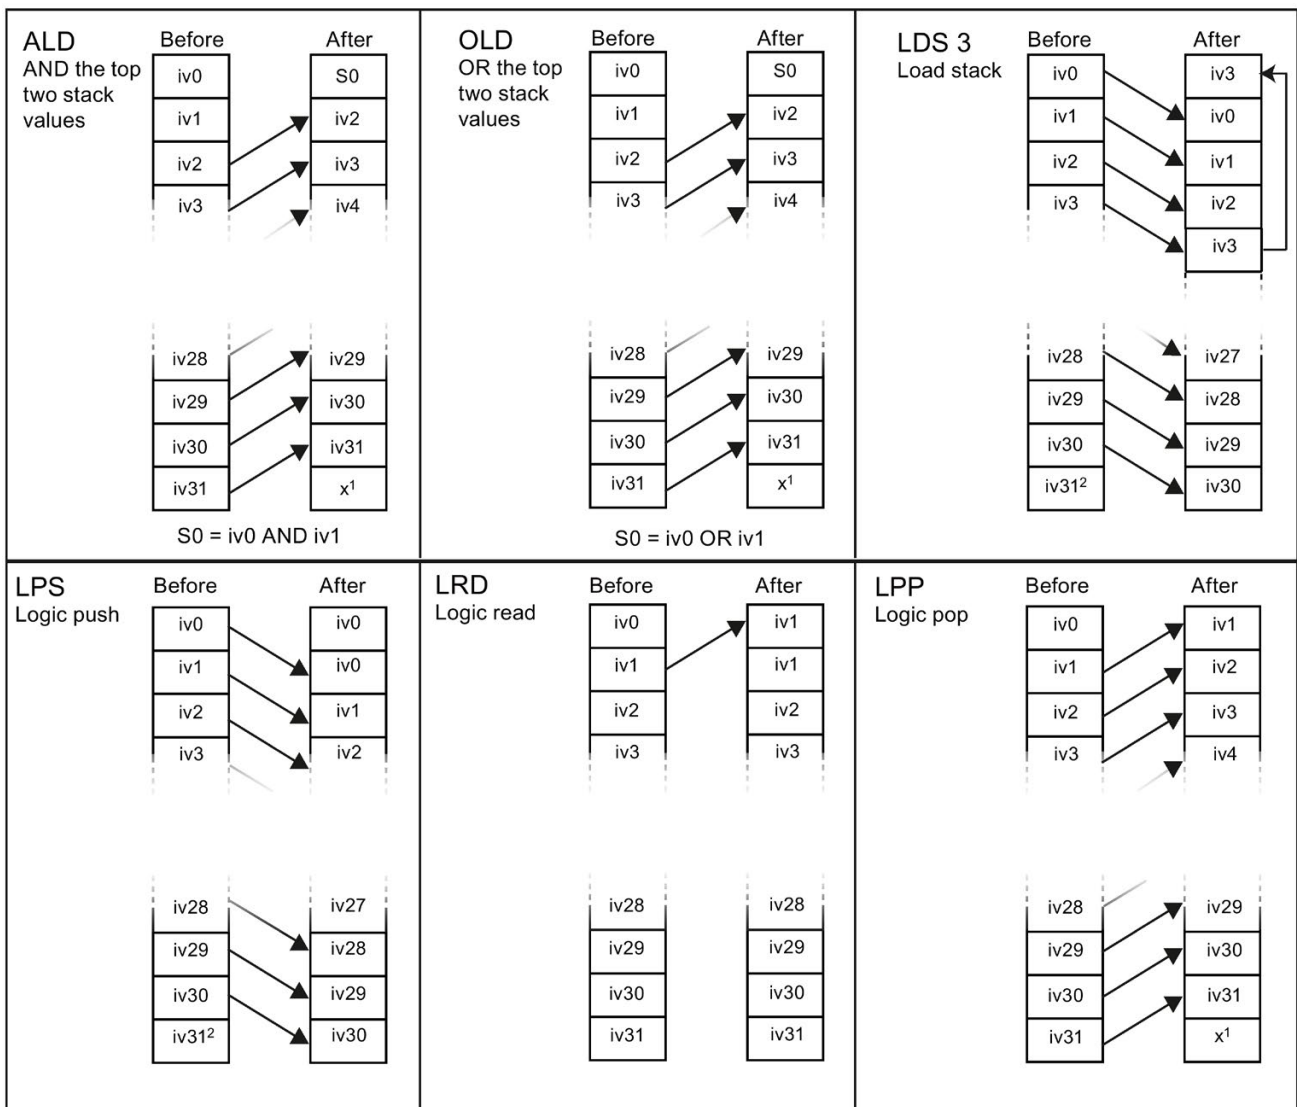 ALD
AND the top
two stack
values
Before After
iv0 S0
iv1 iv2
iv2 iv3
iv3 iv4
iv28 iv29
iv29 iv30
iv30 iv31
iv31 x¹
S0 = iv0 AND iv1
OLD
OR the top
two stack
values
Before After
iv0 S0
iv1 iv2
iv2 iv3
iv3 iv4
iv28 iv29
iv29 iv30
iv30 iv31
iv31 x¹
S0 = iv0 OR iv1
LDS 3
Load stack
Before After
iv0 iv3
iv1 iv0
iv2 iv1
iv3 iv2
iv3
iv28 iv27
iv29 iv28
iv30 iv29
iv31² iv30
LPS
Logic push
Before After
iv0 iv0
iv1 iv0
iv2 iv1
iv3 iv2
iv28 iv27
iv29 iv28
iv30 iv29
iv31² iv30
LRD
Logic read
Before After
iv0 iv1
iv1 iv1
iv2 iv2
iv3 iv3
iv28 iv28
iv29 iv29
iv30 iv30
iv31 iv31
LPP
Logic pop
Before After
iv0 iv1
iv1 iv2
iv2 iv3
iv3 iv4
iv28 iv29
iv29 iv30
iv30 iv31
iv31 x¹